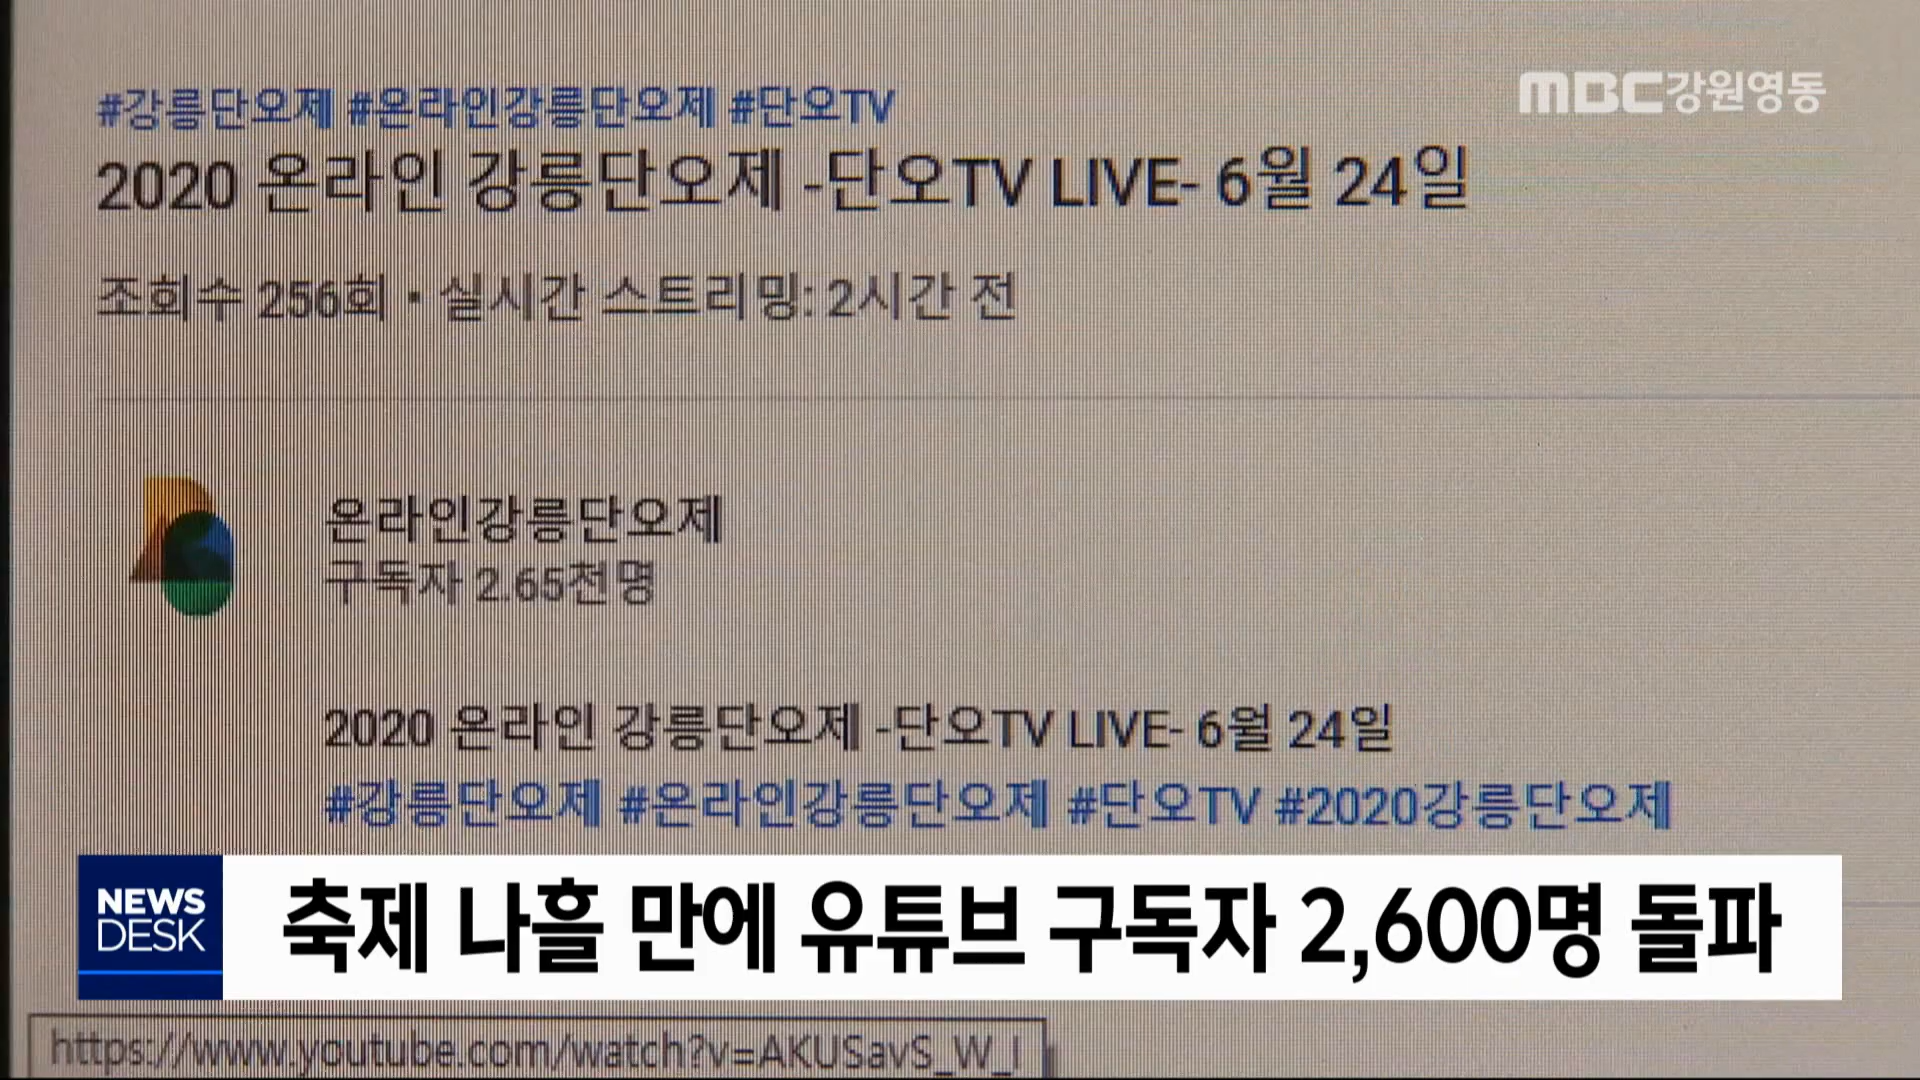 MBC강원영동
#강릉단오제 #온라인강릉단오제 #단오TV
2020 온라인 강릉단오제 -단오TV LIVE- 6월 24일
조회수 256회 • 실시간 스트리밍: 2시간 전
온라인강릉단오제
구독자 2.65천명
2020 온라인 강릉단오제 -단오TV LIVE- 6월 24일
#강릉단오제 #온라인강릉단오제 #단오TV #2020강릉단오제
NEWS
DESK
축제 나흘 만에 유튜브 구독자 2,600명 돌파
https://www.youtube.com/watch?v=AKUSavS_W_I